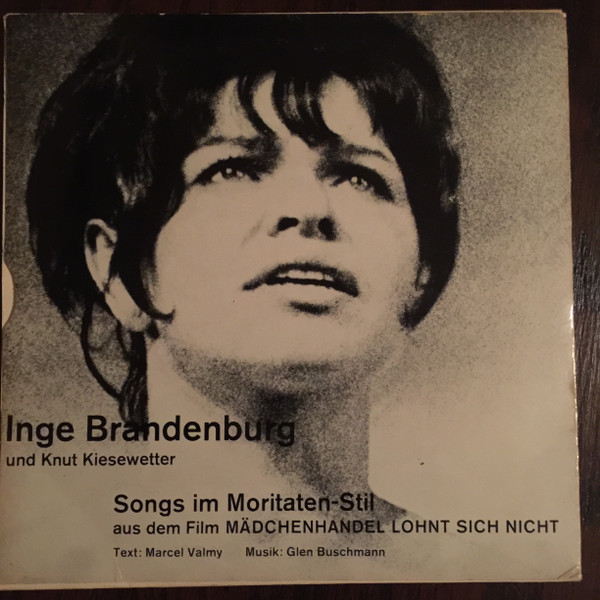 Inge Brandenburg
und Knut Kiesewetter
Songs im Moritaten-Stil
aus dem Film MÄDCHENHANDEL LOHNT SICH NICHT
Text: Marcel Valmy Musik: Glen Buschmann